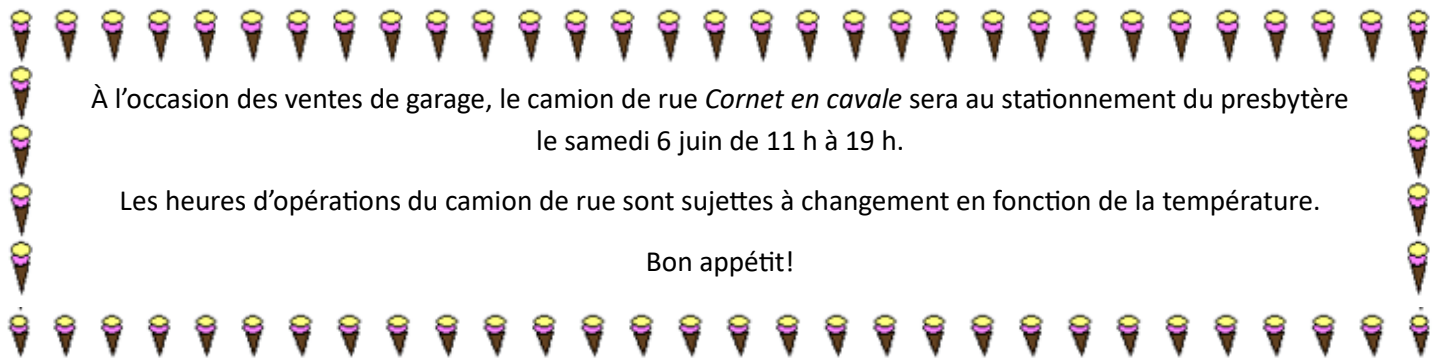 À l’occasion des ventes de garage, le camion de rue Cornet en cavale sera au stationnement du presbytère
le samedi 6 juin de 11 h à 19 h.
Les heures d’opérations du camion de rue sont sujettes à changement en fonction de la température.
Bon appétit!